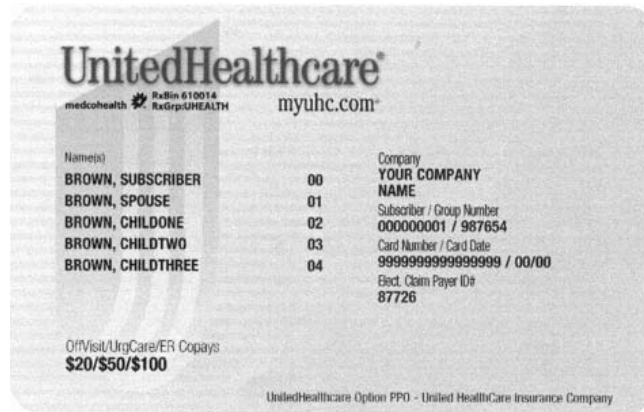 UnitedHealthcare®
medcohealth RxBin 610014
RxGrp:UHEALTH
myuhc.com
Name(s)
BROWN, SUBSCRIBER 00
BROWN, SPOUSE 01
BROWN, CHILDONE 02
BROWN, CHILDTWO 03
BROWN, CHILDTHREE 04
Company
YOUR COMPANY
NAME
Subscriber / Group Number
000000001 / 987654
Card Number / Card Date
9999999999999999 / 00/00
Elect. Claim Payer ID#
87726
OffVisit/UrgCare/ER Copays
$20/$50/$100
UnitedHealthcare Option PPO - United HealthCare Insurance Company